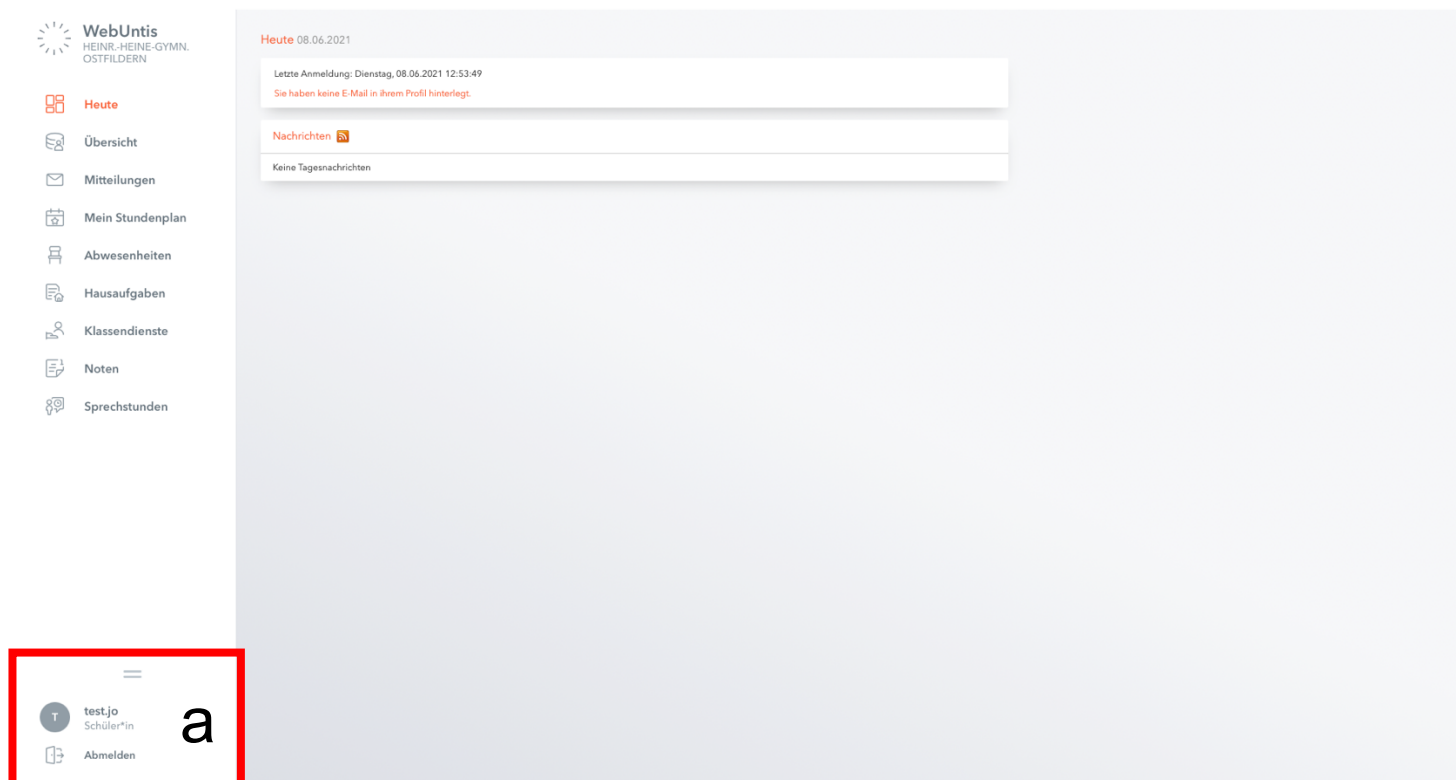 WebUntis
HEINR.-HEINE-GYMN.
OSTFILDERN
Heute
Übersicht
Mitteilungen
Mein Stundenplan
Abwesenheiten
Hausaufgaben
Klassendienste
Noten
Sprechstunden
T
test.jo
Schüler*in
a
Abmelden
Heute 08.06.2021
Letzte Anmeldung: Dienstag, 08.06.2021 12:53:49
Sie haben keine E-Mail in ihrem Profil hinterlegt.
Nachrichten
Keine Tagesnachrichten